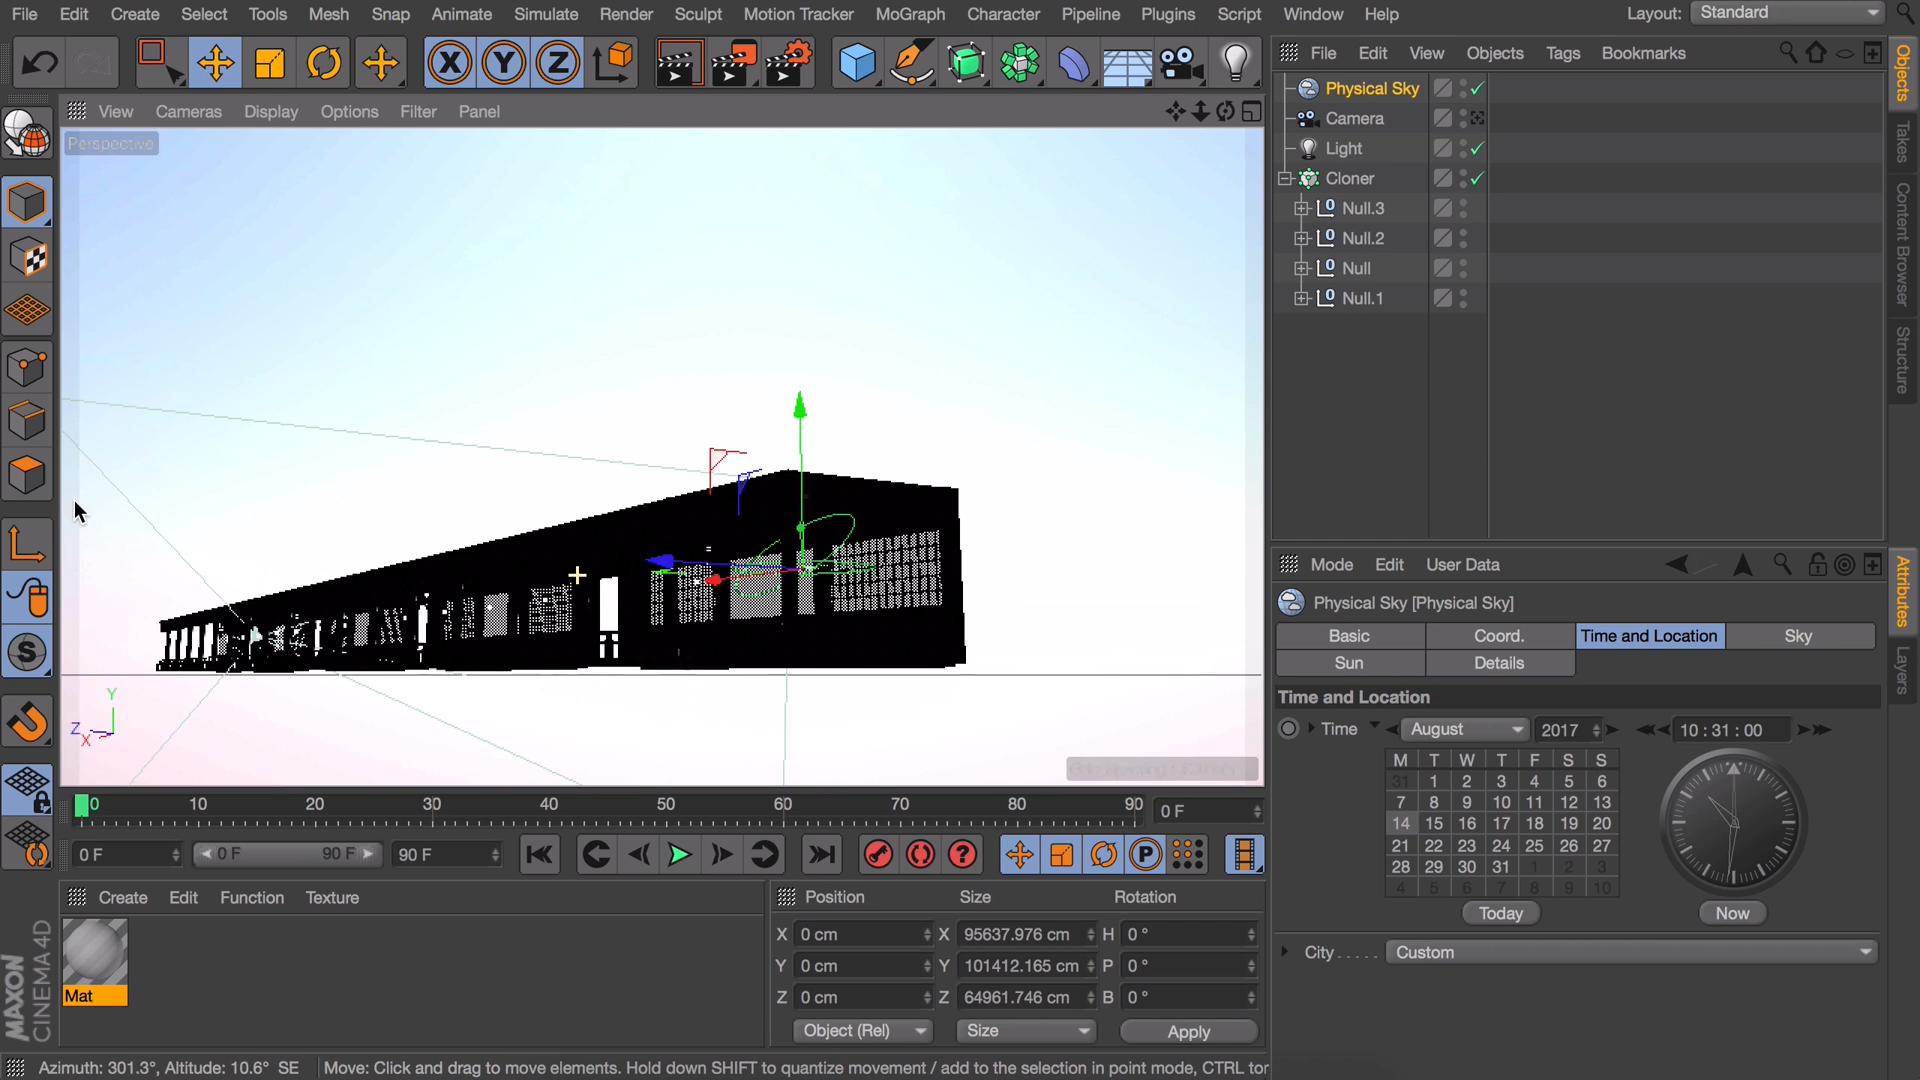 File Edit Create Select Tools Mesh Snap Animate Simulate Render Sculpt Motion Tracker MoGraph Character Pipeline Plugins Script Window Help Layout: Standard
File Edit View Objects Tags Bookmarks
View Cameras Display Options Filter Panel
Perspective
Physical Sky
Camera
Light
Cloner
0 Null.3
0 Null.2
0 Null
0 Null.1
Objects
Takes
Content Browser
Structure
X Y Z
S
Y
Z
X
Mode Edit User Data
Physical Sky [Physical Sky]
Basic Coord. Time and Location Sky
Sun Details
Time and Location
Time August 2017 10 : 31 : 00
M T W T F S S
31 1 2 3 4 5 6
7 8 9 10 11 12 13
14 15 16 17 18 19 20
21 22 23 24 25 26 27
28 29 30 31 1 2 3
4 5 6 7 8 9 10
Today Now
City . . . . . Custom
Attributes
Layers
0 10 20 30 40 50 60 70 80 90 0 F
0 F 0 F 90 F 90 F ? P
Create Edit Function Texture
Mat
MAXON
CINEMA 4D
Position Size Rotation
X 0 cm X 95637.976 cm H 0 °
Y 0 cm Y 101412.165 cm P 0 °
Z 0 cm Z 64961.746 cm B 0 °
Object (Rel) Size Apply
Azimuth: 301.3°, Altitude: 10.6° SE Move: Click and drag to move elements. Hold down SHIFT to quantize movement / add to the selection in point mode, CTRL tor